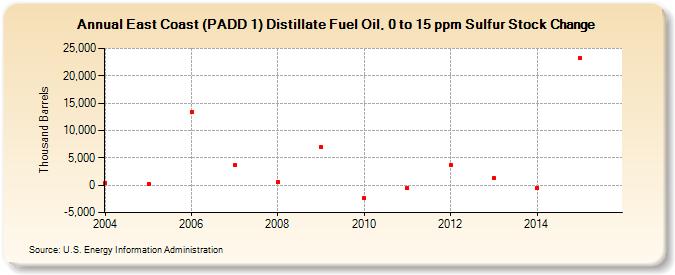 Annual East Coast (PADD 1) Distillate Fuel Oil, 0 to 15 ppm Sulfur Stock Change
Thousand Barrels
25,000
20,000
15,000
10,000
5,000
0
-5,000
2004 2006 2008 2010 2012 2014
Source: U.S. Energy Information Administration